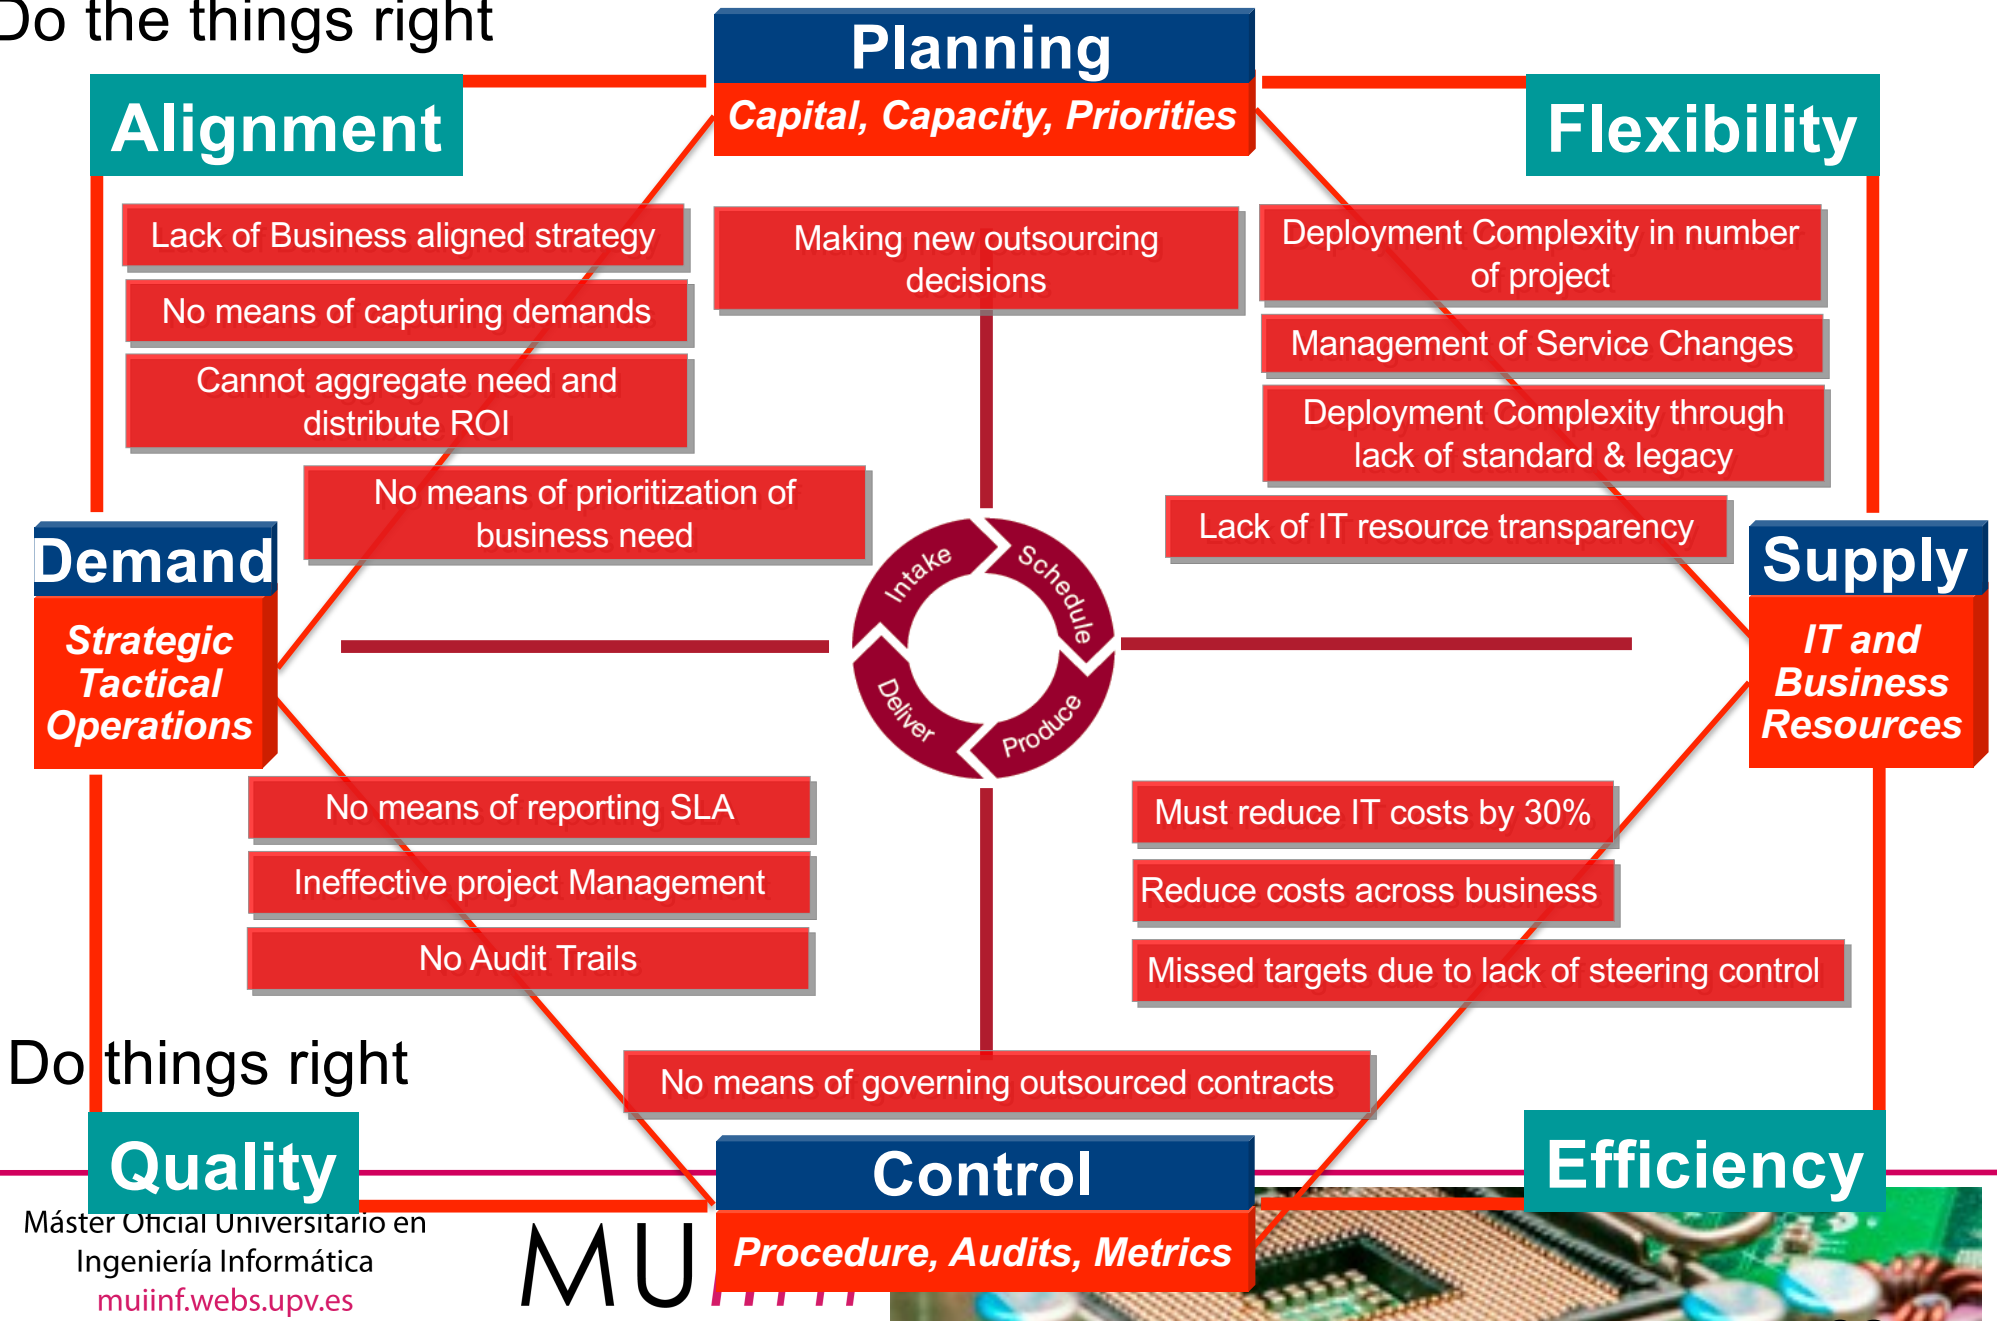 Do the things right
Planning
Capital, Capacity, Priorities
Alignment
Flexibility
Lack of Business aligned strategy
No means of capturing demands
Cannot aggregate need and
distribute ROI
No means of prioritization of
business need
Making new outsourcing
decisions
Deployment Complexity in number
of project
Management of Service Changes
Deployment Complexity through
lack of standard & legacy
Lack of IT resource transparency
Demand
Strategic
Tactical
Operations
Intake
Schedule
Produce
Deliver
Supply
IT and
Business
Resources
No means of reporting SLA
Ineffective project Management
No Audit Trails
Must reduce IT costs by 30%
Reduce costs across business
Missed targets due to lack of steering control
Do things right
No means of governing outsourced contracts
Quality
Control
Procedure, Audits, Metrics
Efficiency
Máster Oficial Universitario en
Ingeniería Informática
muiinf.webs.upv.es
MU